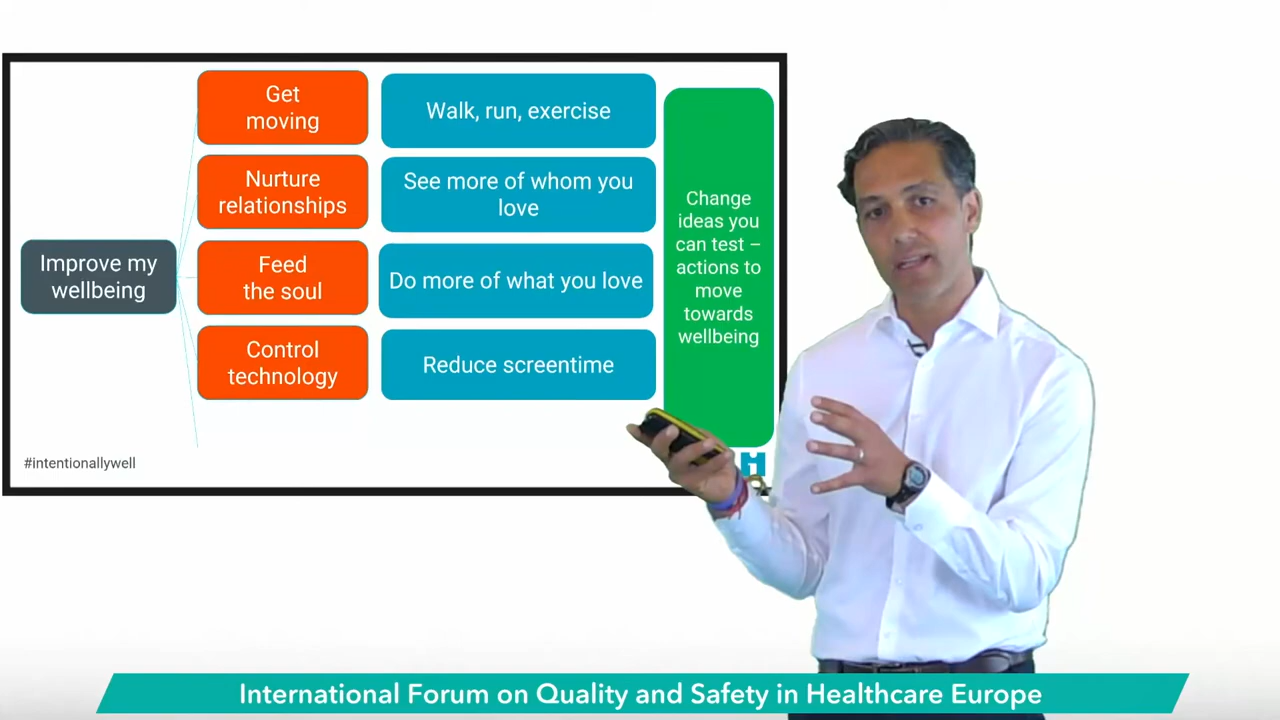 Get
moving
Walk, run, exercise
Nurture
relationships
See more of whom you
love
Improve my
wellbeing
Feed
the soul
Do more of what you love
Control
technology
Reduce screentime
Change
ideas you
can test –
actions to
move
towards
wellbeing
#intentionallywell
International Forum on Quality and Safety in Healthcare Europe